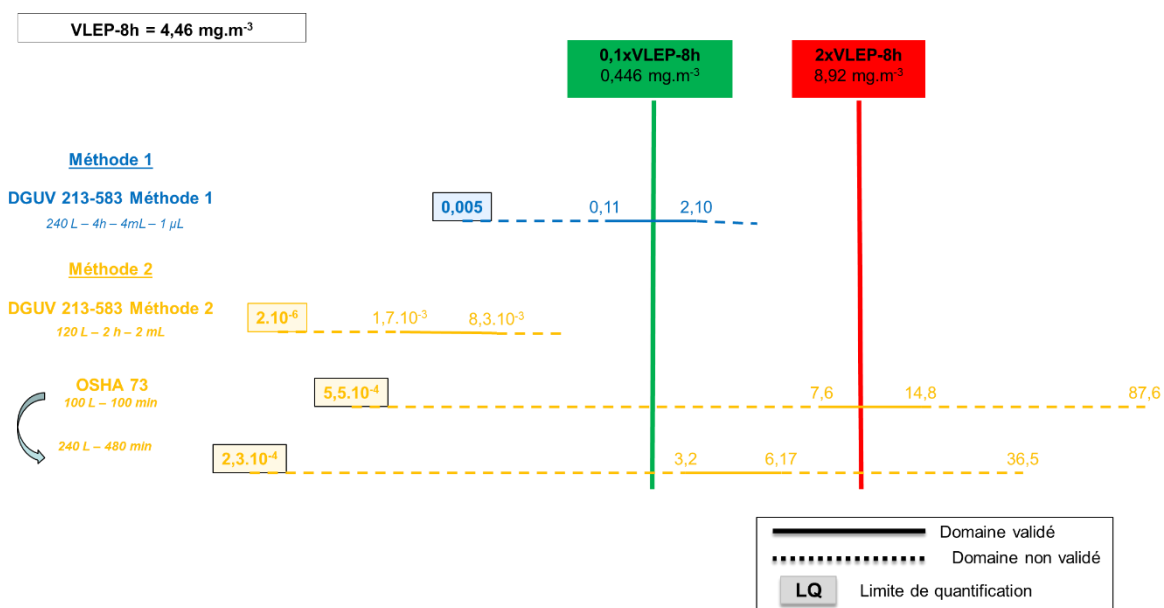 VLEP-8h = 4,46 mg.m⁻³
0,1xVLEP-8h
0,446 mg.m⁻³
2xVLEP-8h
8,92 mg.m⁻³
Méthode 1
DGUV 213-583 Méthode 1
240 L – 4h – 4mL – 1 µL
0,005
0,11
2,10
Méthode 2
DGUV 213-583 Méthode 2
120 L – 2 h – 2 mL
2.10⁻⁶
1,7.10⁻³
8,3.10⁻³
OSHA 73
100 L – 100 min
5,5.10⁻⁴
7,6
14,8
87,6
240 L – 480 min
2,3.10⁻⁴
3,2
6,17
36,5
Domaine validé
Domaine non validé
LQ Limite de quantification